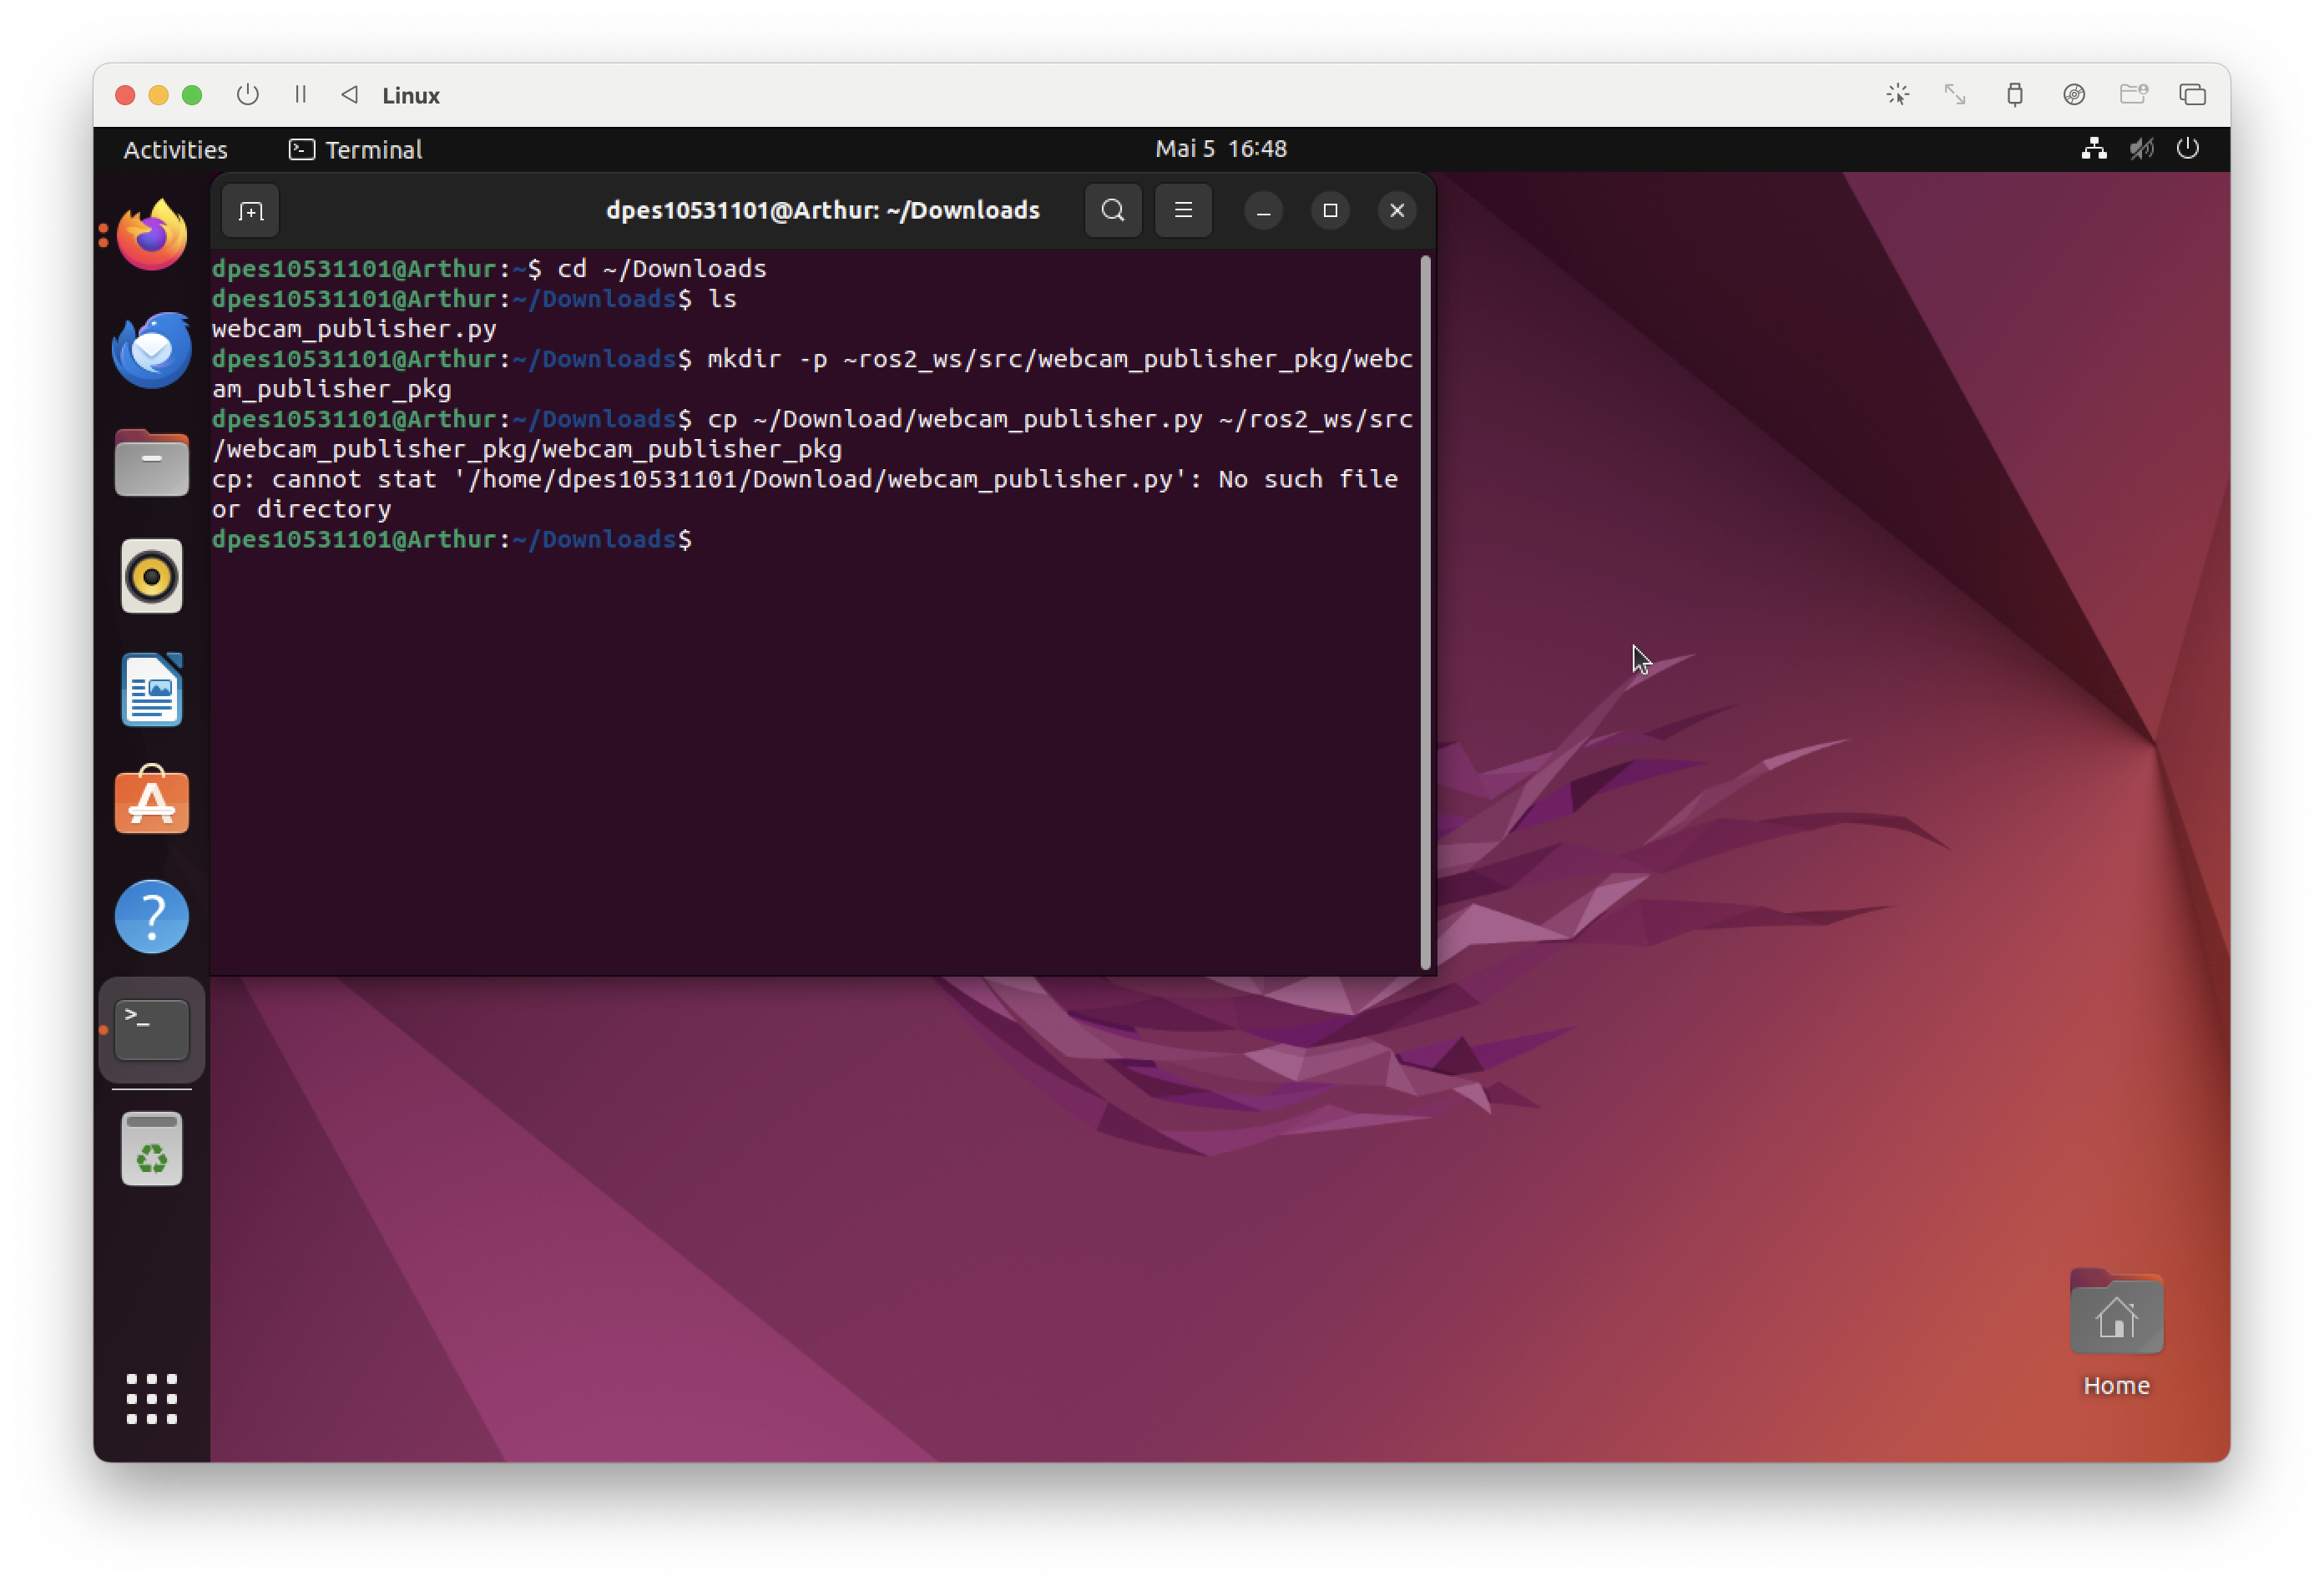 Linux
Activities
Terminal
Mai 5 16:48
dpes10531101@Arthur: ~/Downloads
dpes10531101@Arthur:~$ cd ~/Downloads
dpes10531101@Arthur:~/Downloads$ ls
webcam_publisher.py
dpes10531101@Arthur:~/Downloads$ mkdir -p ~ros2_ws/src/webcam_publisher_pkg/webc
am_publisher_pkg
dpes10531101@Arthur:~/Downloads$ cp ~/Download/webcam_publisher.py ~/ros2_ws/src
/webcam_publisher_pkg/webcam_publisher_pkg
cp: cannot stat '/home/dpes10531101/Download/webcam_publisher.py': No such file
or directory
dpes10531101@Arthur:~/Downloads$
Home